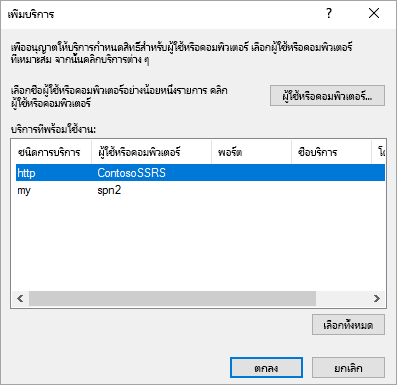 เพิ่มบริการ
เพื่ออนุญาตให้บริการกำหนดสิทธิ์สำหรับผู้ใช้หรือคอมพิวเตอร์ เลือกผู้ใช้หรือคอมพิวเตอร์
ที่เหมาะสม จากนั้นคลิกบริการต่าง ๆ
เลือกชื่อผู้ใช้หรือคอมพิวเตอร์อย่างน้อยหนึ่งรายการ คลิก
ผู้ใช้หรือคอมพิวเตอร์
ผู้ใช้หรือคอมพิวเตอร์...
บริการที่พร้อมใช้งาน:
ชนิดการบริการ ผู้ใช้หรือคอมพิวเตอร์ พอร์ต ชื่อบริการ โด
http ContosoSSRS
my spn2
เลือกทั้งหมด
ตกลง ยกเลิก